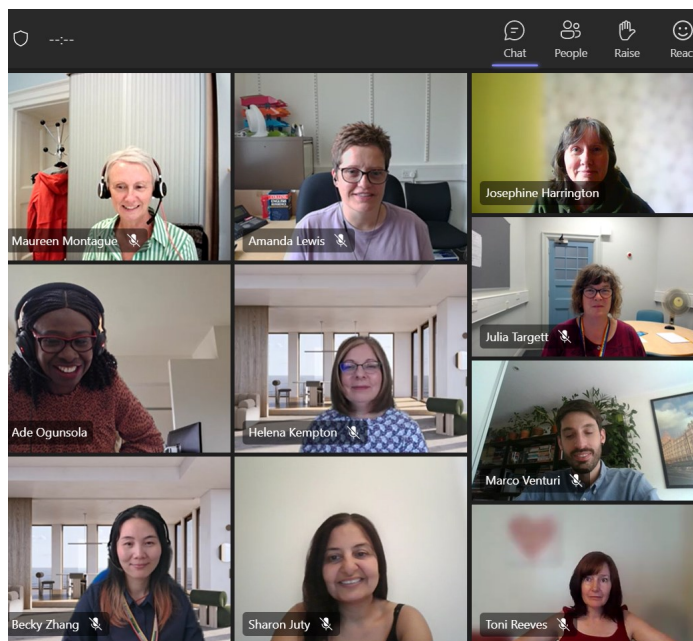 --:--
Chat
People
Raise
Reac
Maureen Montague
Amanda Lewis
Josephine Harrington
Julia Targett
Ade Ogunsola
Helena Kempton
Marco Venturi
Becky Zhang
Sharon Juty
Toni Reeves